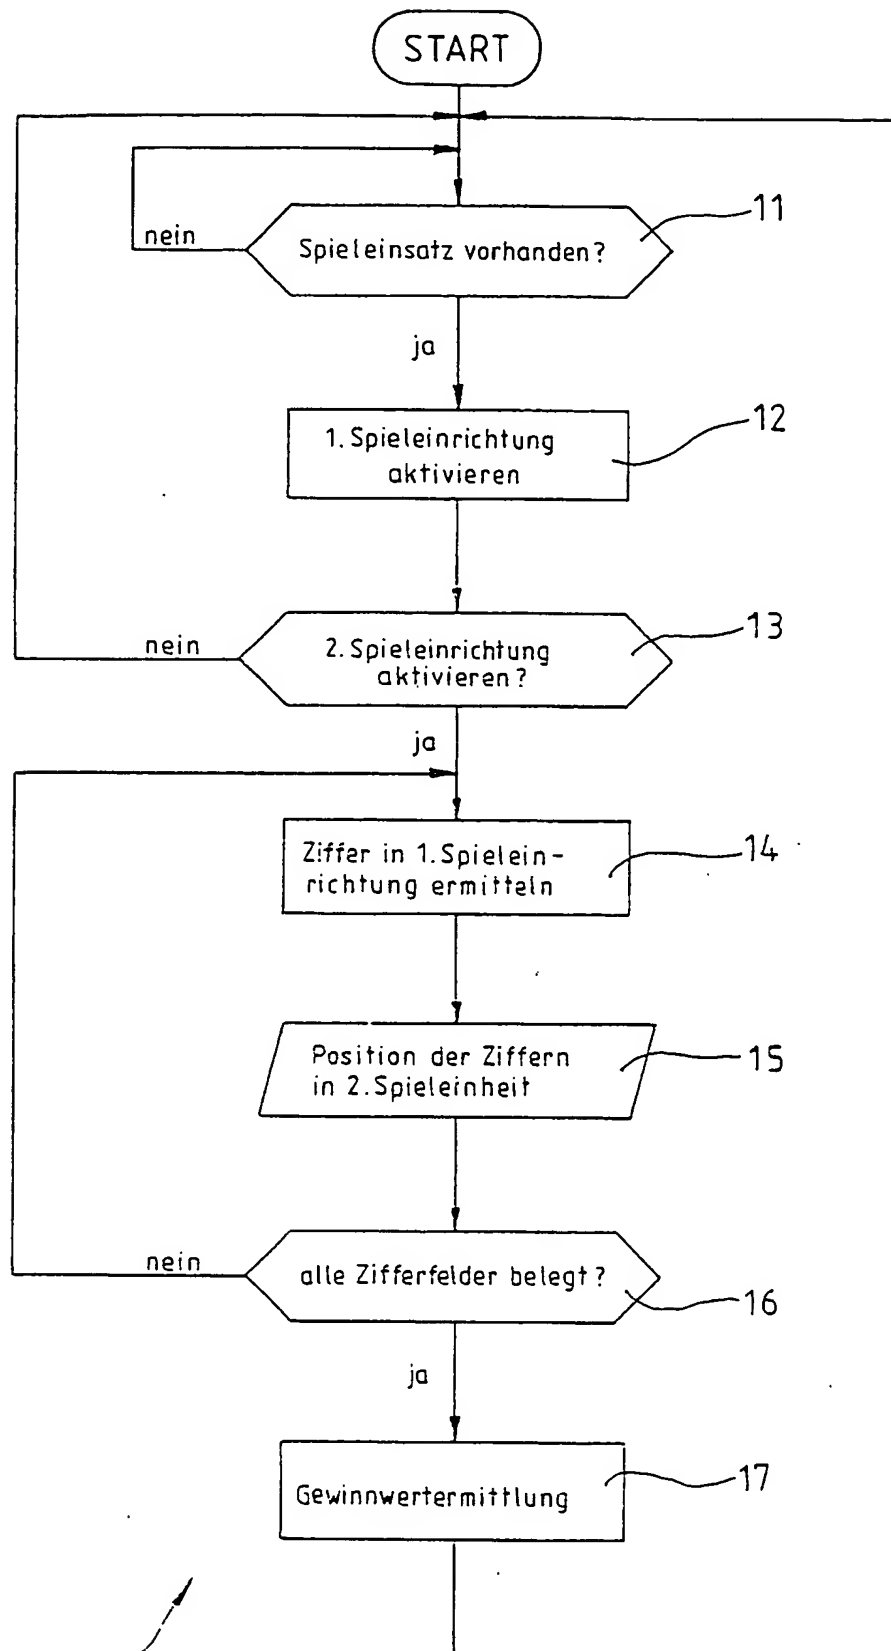 START
11
nein
Spieleinsatz vorhanden?
ja
12
1. Spieleinrichtung
aktivieren
13
nein
2. Spieleinrichtung
aktivieren?
ja
14
Ziffer in 1. Spielein-
richtung ermitteln
15
Position der Ziffern
in 2. Spieleinheit
nein
alle Zifferfelder belegt?
16
ja
17
Gewinnwertermittlung